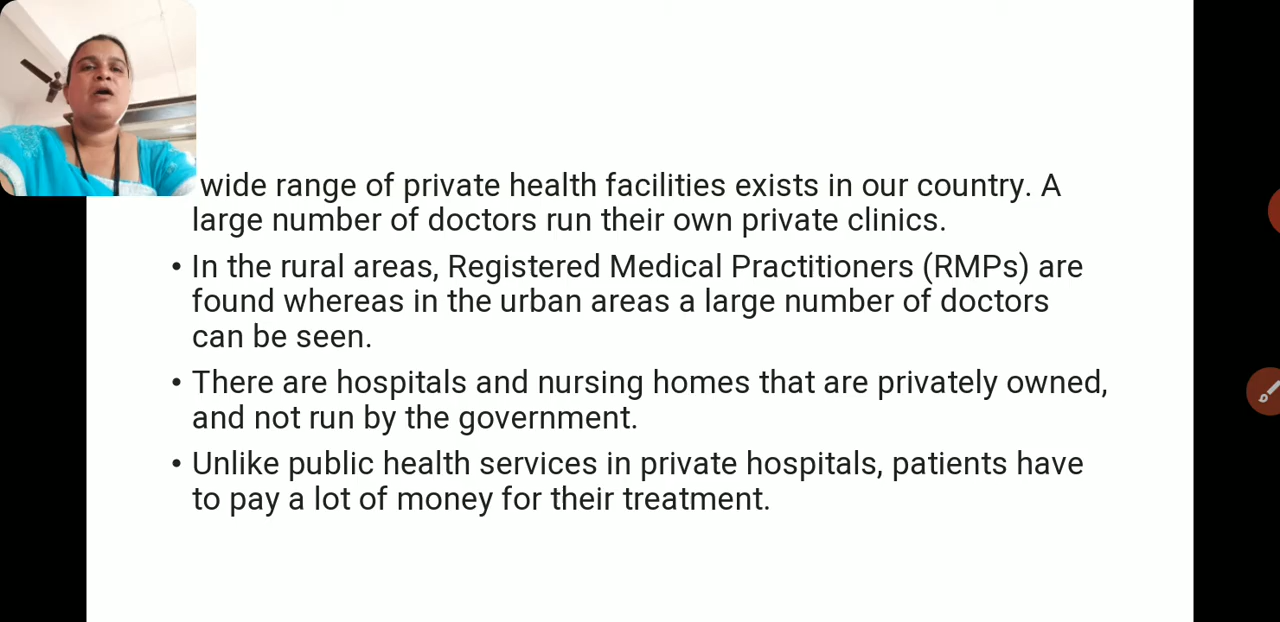 wide range of private health facilities exists in our country. A
large number of doctors run their own private clinics.
• In the rural areas, Registered Medical Practitioners (RMPs) are
found whereas in the urban areas a large number of doctors
can be seen.
• There are hospitals and nursing homes that are privately owned,
and not run by the government.
• Unlike public health services in private hospitals, patients have
to pay a lot of money for their treatment.